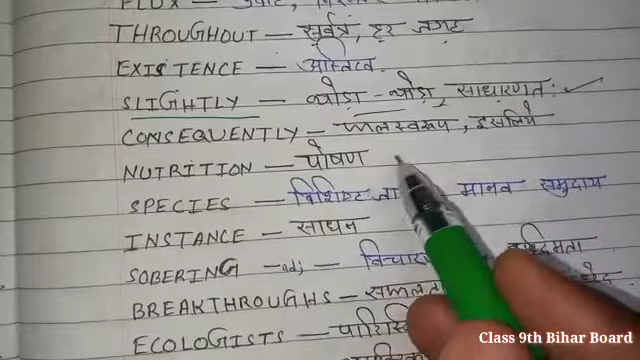 FLUX —
THROUGHOUT — सर्वत्र, हर जगह
EXISTENCE — अस्तित्व
SLIGHTLY — थोड़ा-थोड़ा, साधारणतः
CONSEQUENTLY — फलस्वरूप, इसलिये
NUTRITION — पोषण
SPECIES — विशिष्ट मानव समुदाय
INSTANCE — साधन
SOBERING — adj —
BREAKTHROUGHS —
ECOLOGISTS —
Class 9th Bihar Board